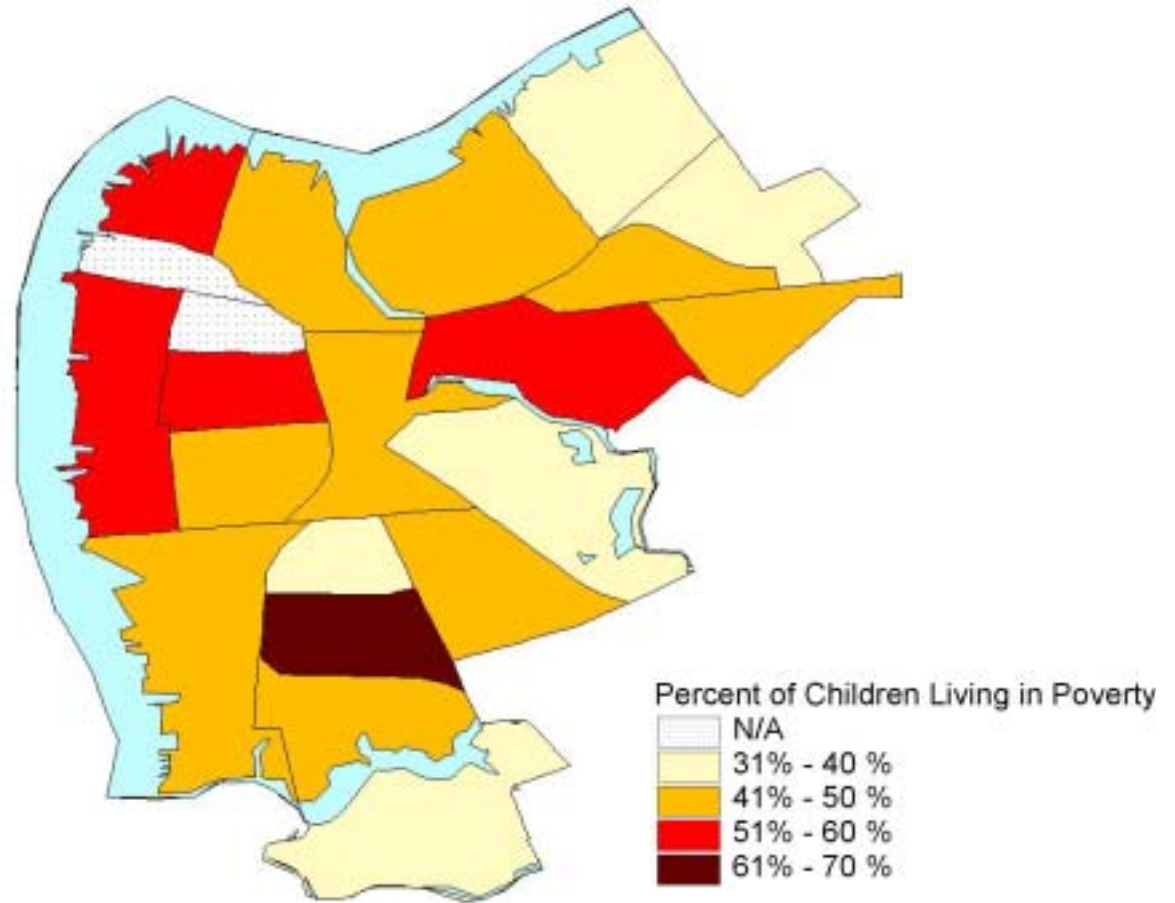 Percent of Children Living in Poverty
N/A
31% - 40 %
41% - 50 %
51% - 60 %
61% - 70 %